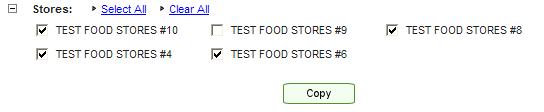 Stores: Select All Clear All
TEST FOOD STORES #10 TEST FOOD STORES #9 TEST FOOD STORES #8
TEST FOOD STORES #4 TEST FOOD STORES #6
Copy